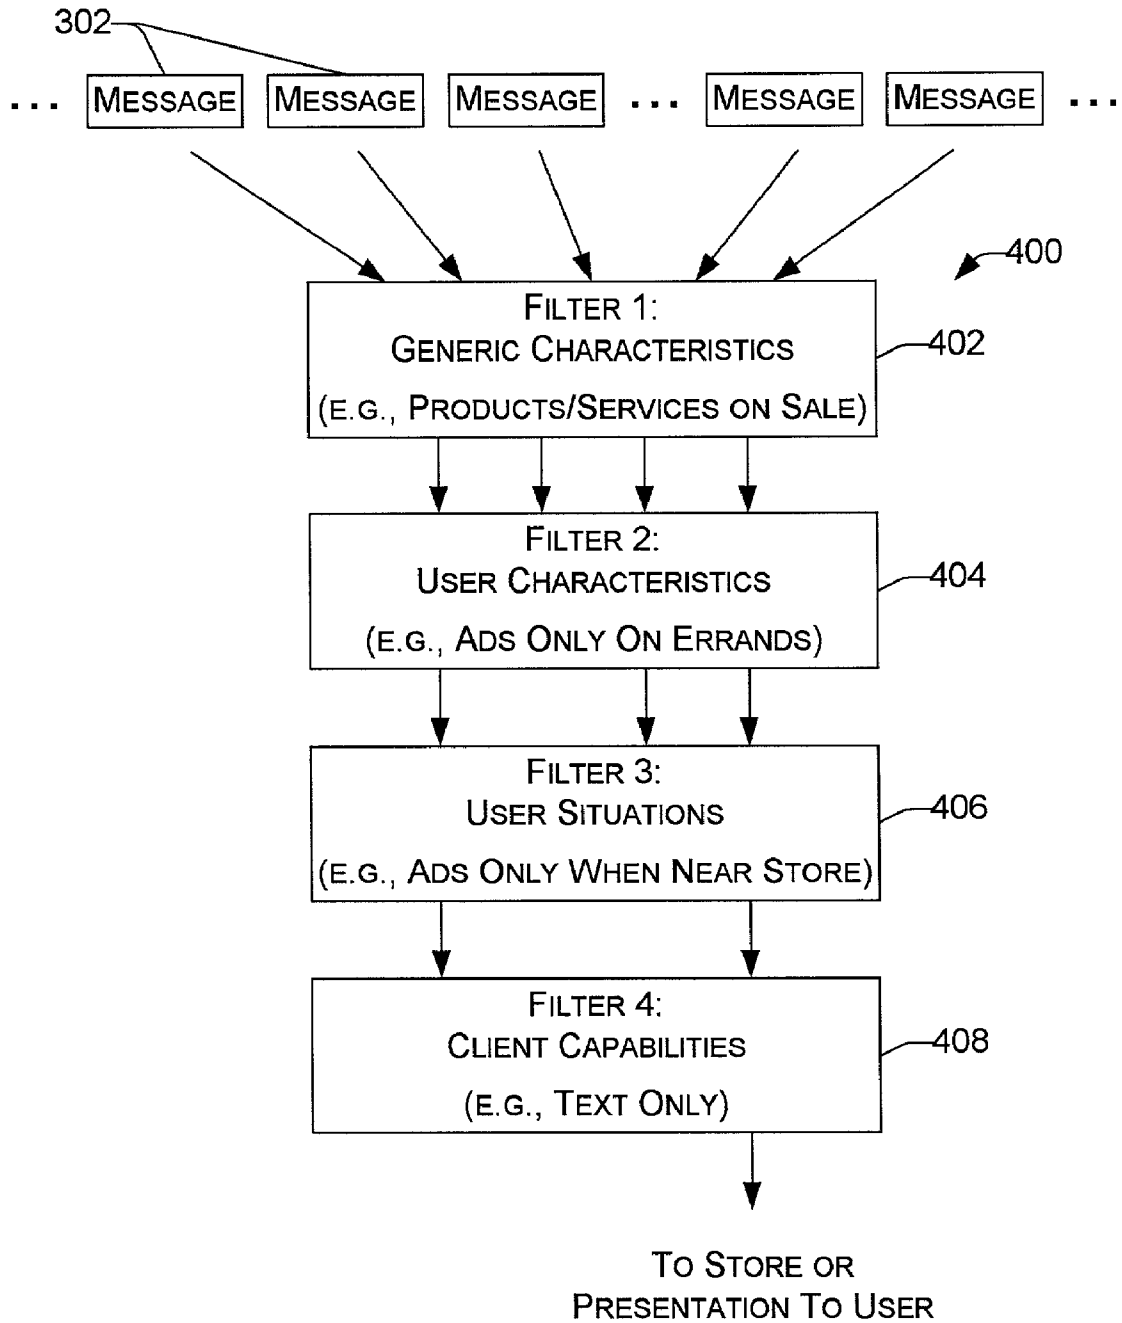 302
... MESSAGE MESSAGE MESSAGE ... MESSAGE MESSAGE ...
400
FILTER 1:
GENERIC CHARACTERISTICS
402
(E.G., PRODUCTS/SERVICES ON SALE)
FILTER 2:
USER CHARACTERISTICS
404
(E.G., ADS ONLY ON ERRANDS)
FILTER 3:
USER SITUATIONS
406
(E.G., ADS ONLY WHEN NEAR STORE)
FILTER 4:
CLIENT CAPABILITIES
408
(E.G., TEXT ONLY)
TO STORE OR
PRESENTATION TO USER